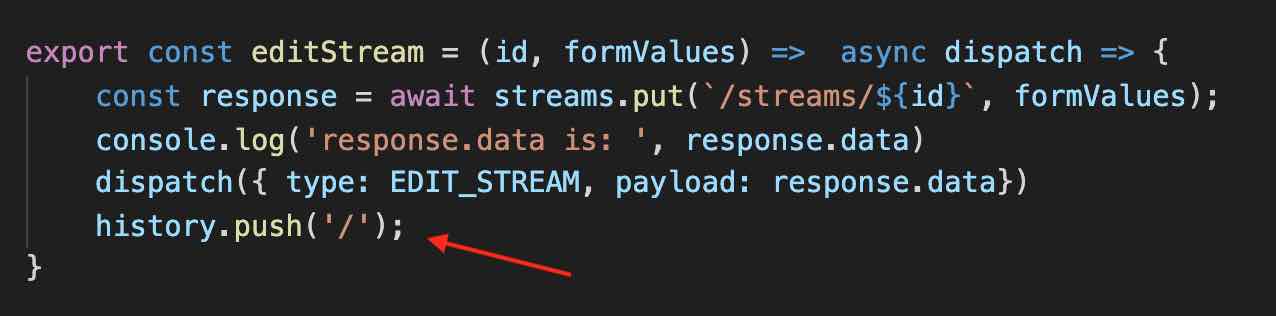 export const editStream = (id, formValues) =>  async dispatch => {
    const response = await streams.put(`/streams/${id}`, formValues);
    console.log('response.data is: ', response.data)
    dispatch({ type: EDIT_STREAM, payload: response.data})
    history.push('/');
}